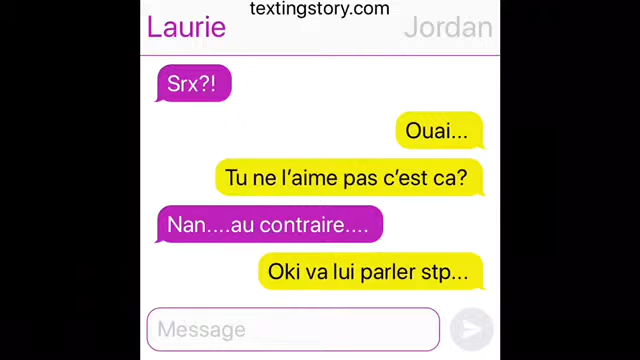 textingstory.com
Laurie
Jordan
Srx?!
Ouai...
Tu ne l’aime pas c’est ca?
Nan....au contraire....
Oki va lui parler stp...
Message